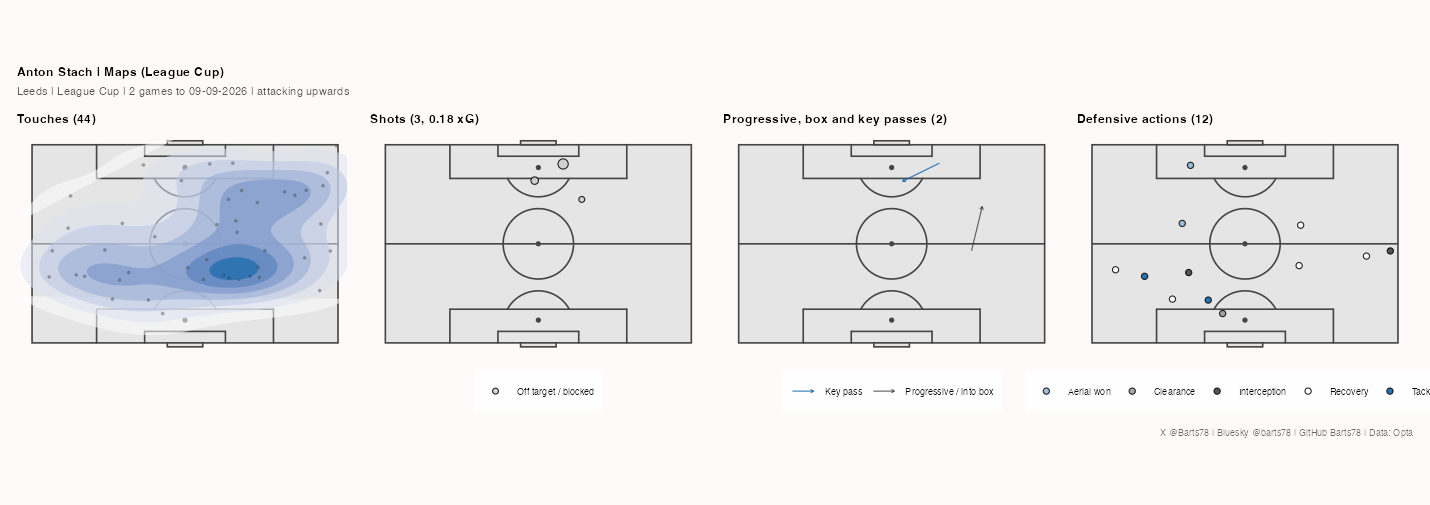 Anton Stach | Maps (League Cup)
Leeds | League Cup | 2 games to 09-09-2026 | attacking upwards
Touches (44)
Shots (3, 0.18 xG)
Progressive, box and key passes (2)
Defensive actions (12)
Off target / blocked
Key pass
Progressive / into box
Aerial won
Clearance
Interception
Recovery
Tack
X @Barts78 | Bluesky @barts78 | GitHub Barts78 | Data: Opta